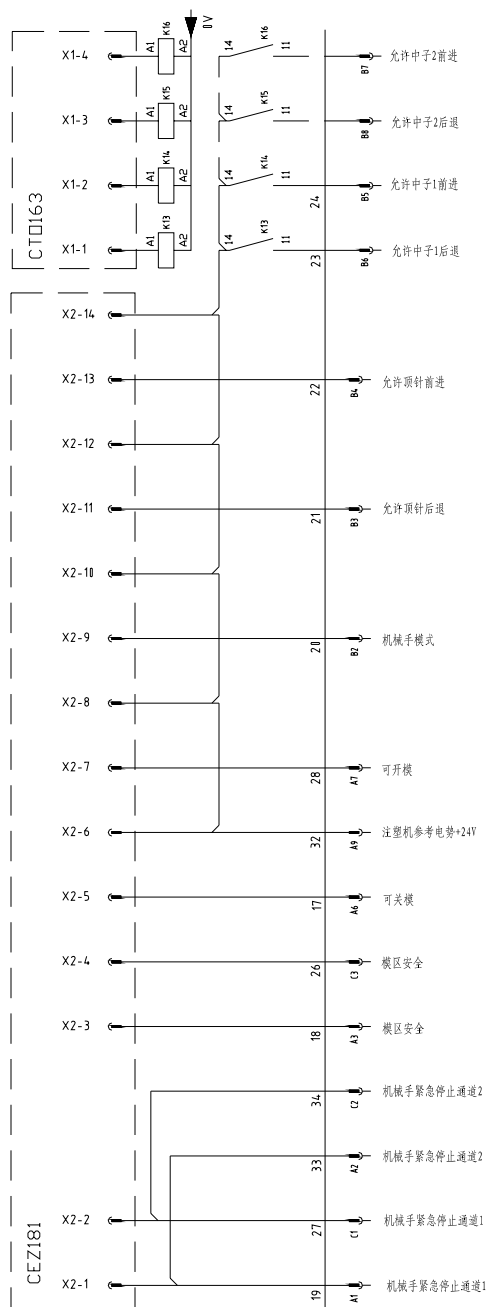 0V
X1-4 A1 K16 A2 14 K16 11 B7 允许中子2前进
X1-3 A1 K15 A2 14 K15 11 B8 允许中子2后退
X1-2 A1 K14 A2 14 K14 11 24 B5 允许中子1前进
X1-1 A1 K13 A2 14 K13 11 23 B6 允许中子1后退
CTO163
X2-14
X2-13 22 B4 允许顶针前进
X2-12
X2-11 21 B3 允许顶针后退
X2-10
X2-9 20 B2 机械手模式
X2-8
X2-7 28 A7 可开模
X2-6 32 A9 注塑机参考电势+24V
X2-5 17 A6 可关模
X2-4 26 C3 模区安全
X2-3 18 A3 模区安全
34 C2 机械手紧急停止通道2
33 A2 机械手紧急停止通道2
X2-2 27 C1 机械手紧急停止通道1
X2-1 19 A1 机械手紧急停止通道1
CEZ181